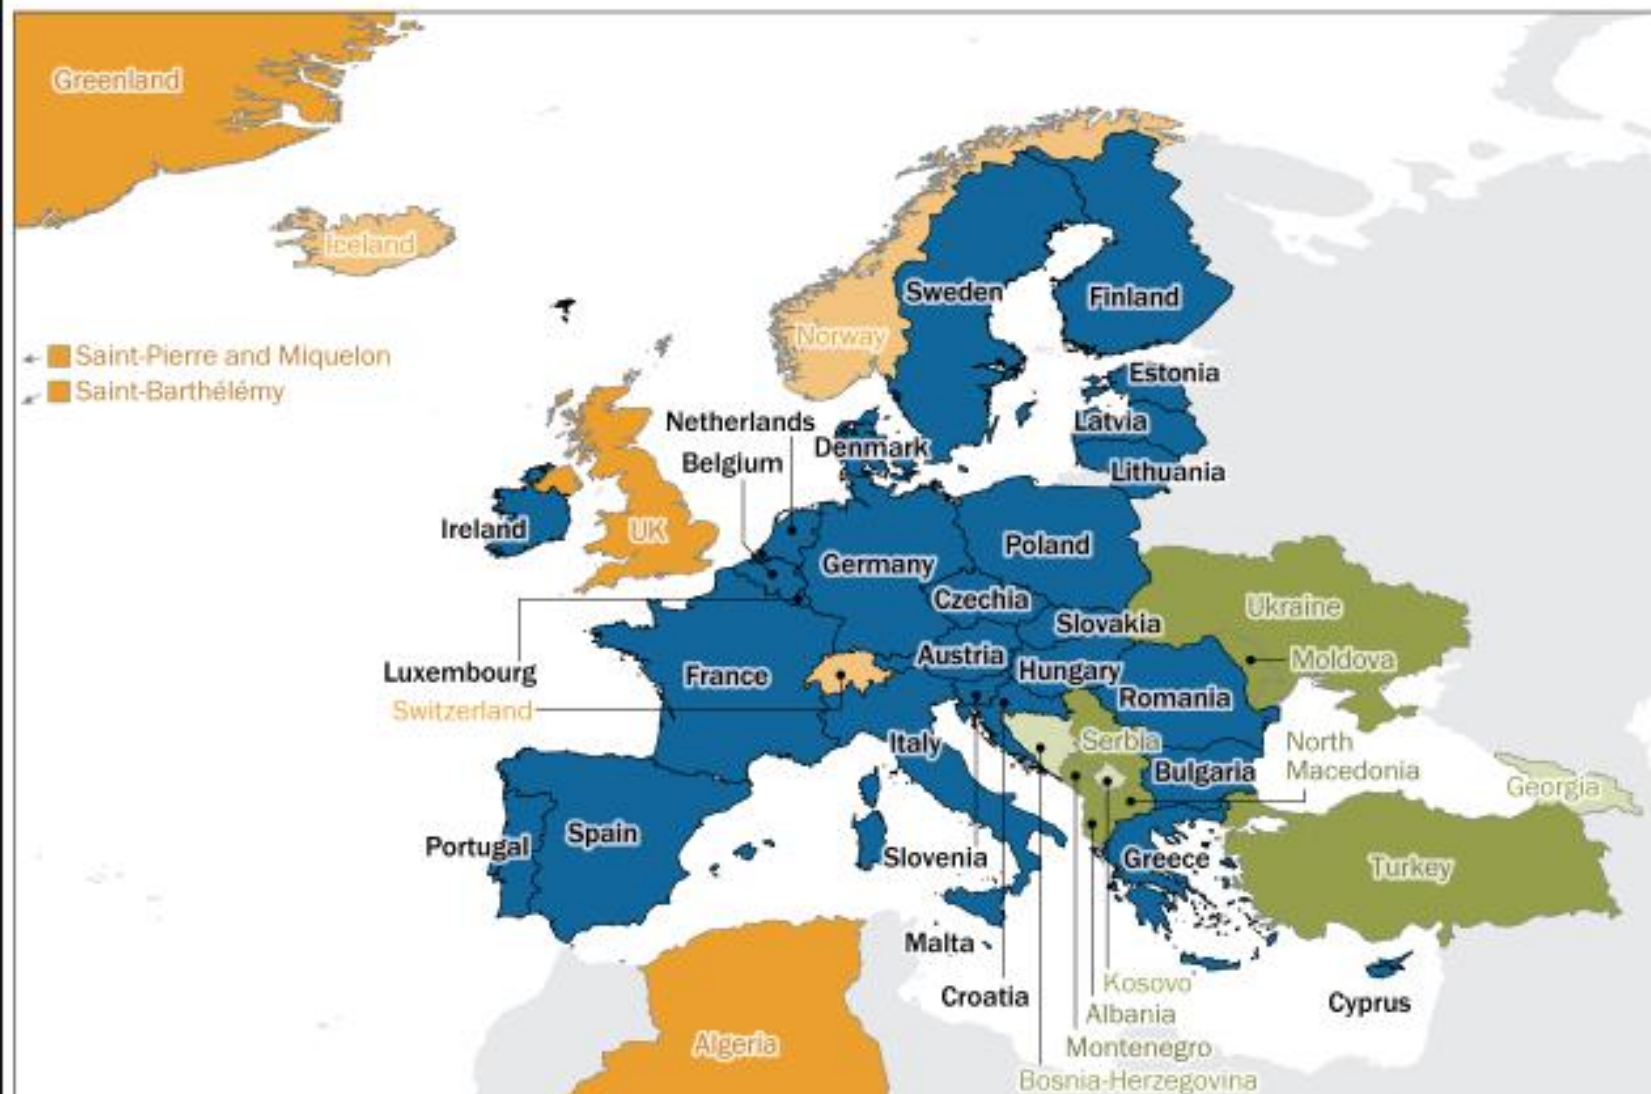 Greenland
Iceland
Saint-Pierre and Miquelon
Saint-Barthélémy
Norway
Sweden
Finland
Estonia
Latvia
Lithuania
Netherlands
Belgium
Denmark
Ireland
UK
Germany
Poland
Czechia
Slovakia
Ukraine
Luxembourg
France
Austria
Hungary
Moldova
Switzerland
Romania
Italy
Serbia
Bulgaria
North
Macedonia
Georgia
Portugal
Spain
Slovenia
Greece
Turkey
Malta
Croatia
Kosovo
Albania
Cyprus
Algeria
Montenegro
Bosnia-Herzegovina